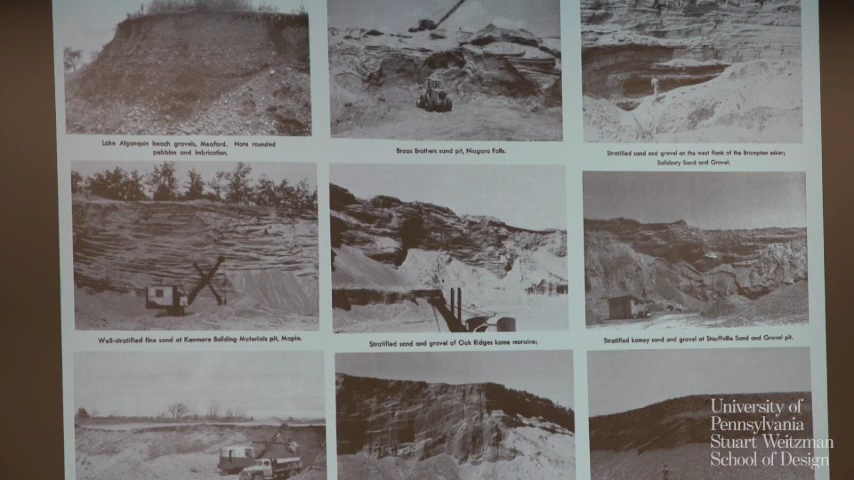 Lake Algonquin beach gravels, Meaford. Note rounded
pebbles and imbrication.
Braas Brothers sand pit, Niagara Falls.
Stratified sand and gravel on the west flank of the Brampton esker;
Salisbury Sand and Gravel.
Well-stratified fine sand at Kenmore Building Materials pit, Maple.
Stratified sand and gravel of Oak Ridges kame moraine;
Stratified kamey sand and gravel at Stouffville Sand and Gravel pit.
University of
Pennsylvania
Stuart Weitzman
School of Design